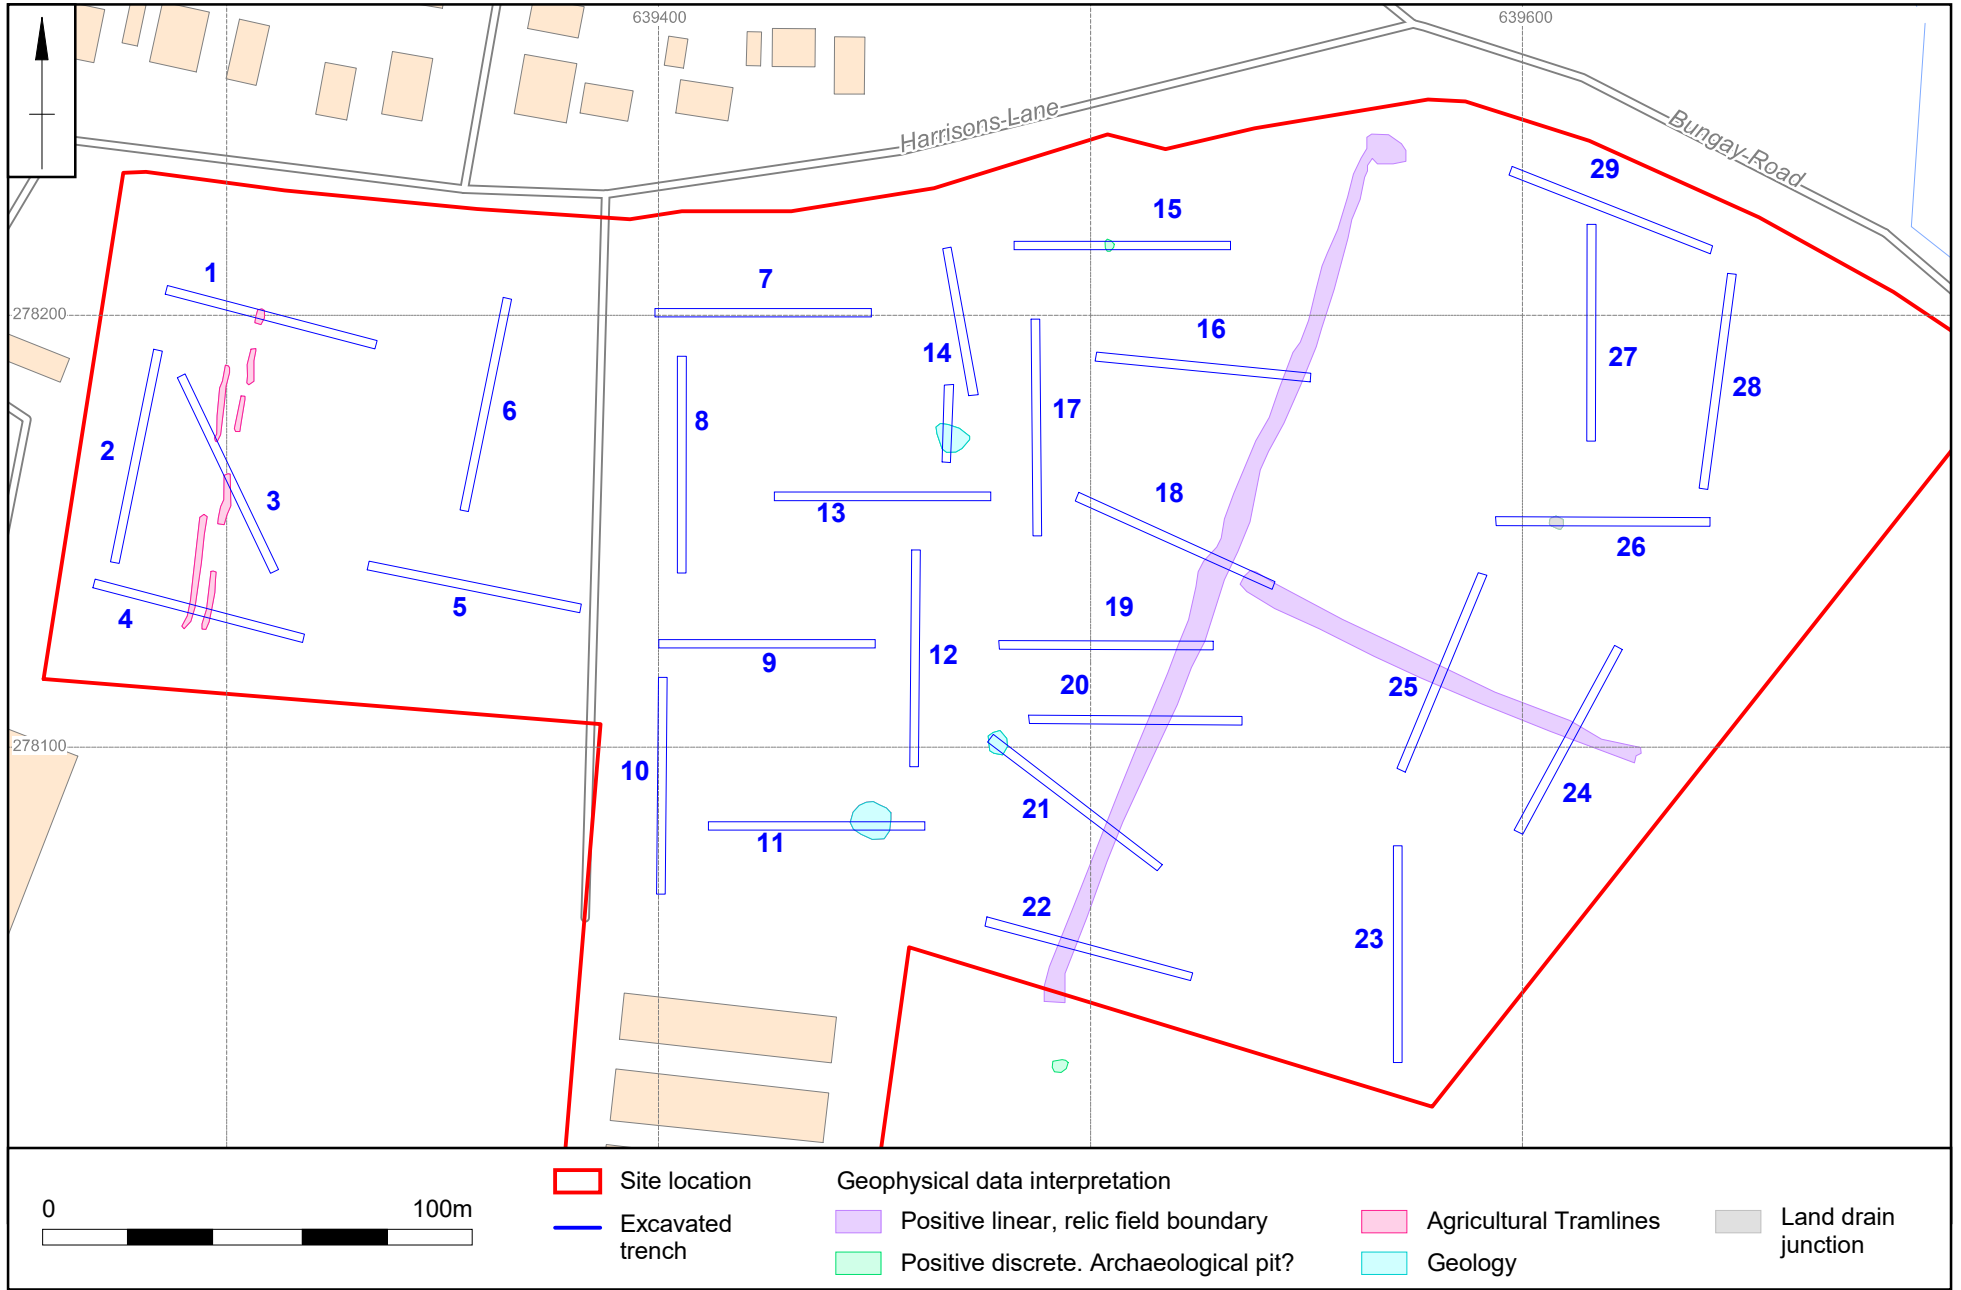 639400
639600
Harrisons-Lane
Bungay-Road
29
15
1
7
278200
14
16
27
28
6
8
17
2
3
13
18
26
4
5
19
9
12
20
25
278100
10
21
24
11
22
23
0
100m
Site location
Excavated
trench
Geophysical data interpretation
Positive linear, relic field boundary
Positive discrete. Archaeological pit?
Agricultural Tramlines
Geology
Land drain
junction